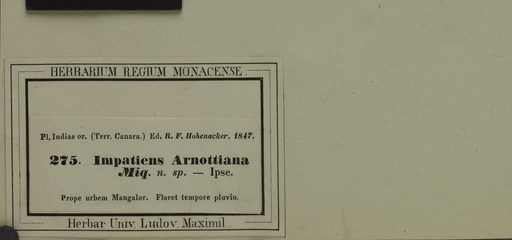 HERBARIUM REGIUM MONACENSE.
Pl. Indiae or. (Terr. Canara.) Ed. R. F. Hohenacker. 1847.
275. Impatiens Arnottiana
Miq. n. sp. — Ipse.
Prope urbem Mangalor. Floret tempore pluvio.
Herbar. Univ. Ludov. Maximil.